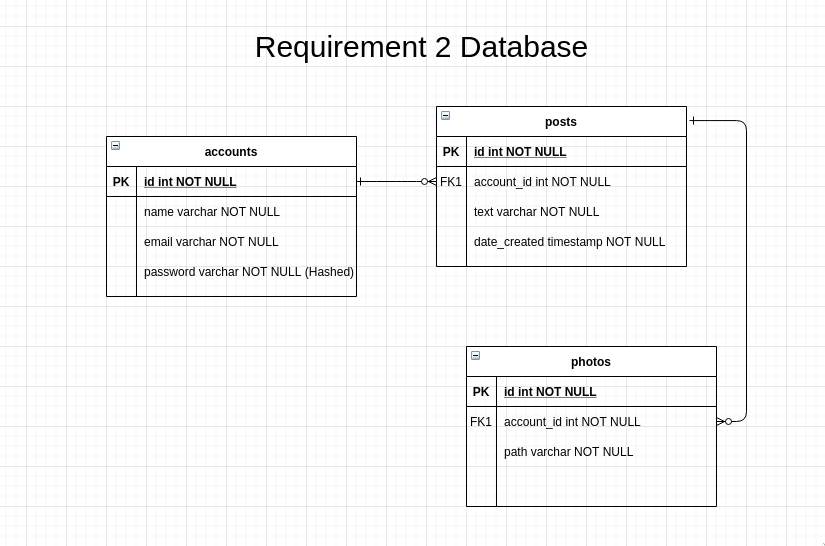 Requirement 2 Database
accounts
PK id int NOT NULL
name varchar NOT NULL
email varchar NOT NULL
password varchar NOT NULL (Hashed)
posts
PK id int NOT NULL
FK1 account_id int NOT NULL
text varchar NOT NULL
date_created timestamp NOT NULL
photos
PK id int NOT NULL
FK1 account_id int NOT NULL
path varchar NOT NULL